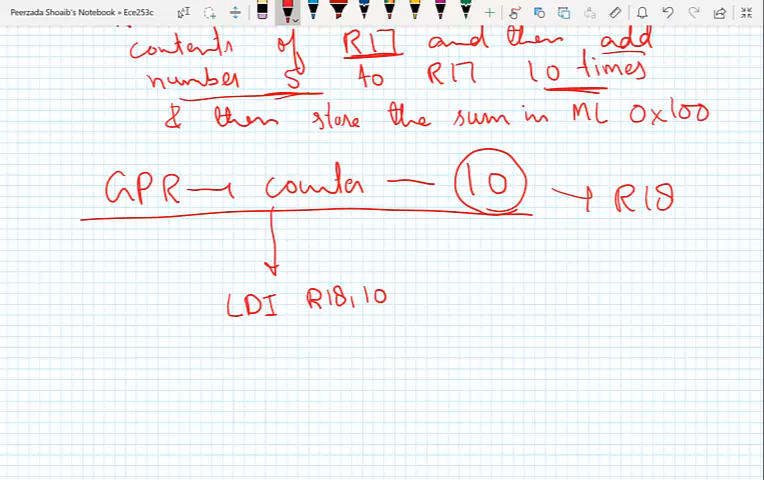 Peerzada Shoaib's Notebook » Ece253c
contents of R17 and then add
number 5 to R17 10 times
& then store the sum in ML 0x100
GPR → counter — 10 → R18
LDI R18, 10